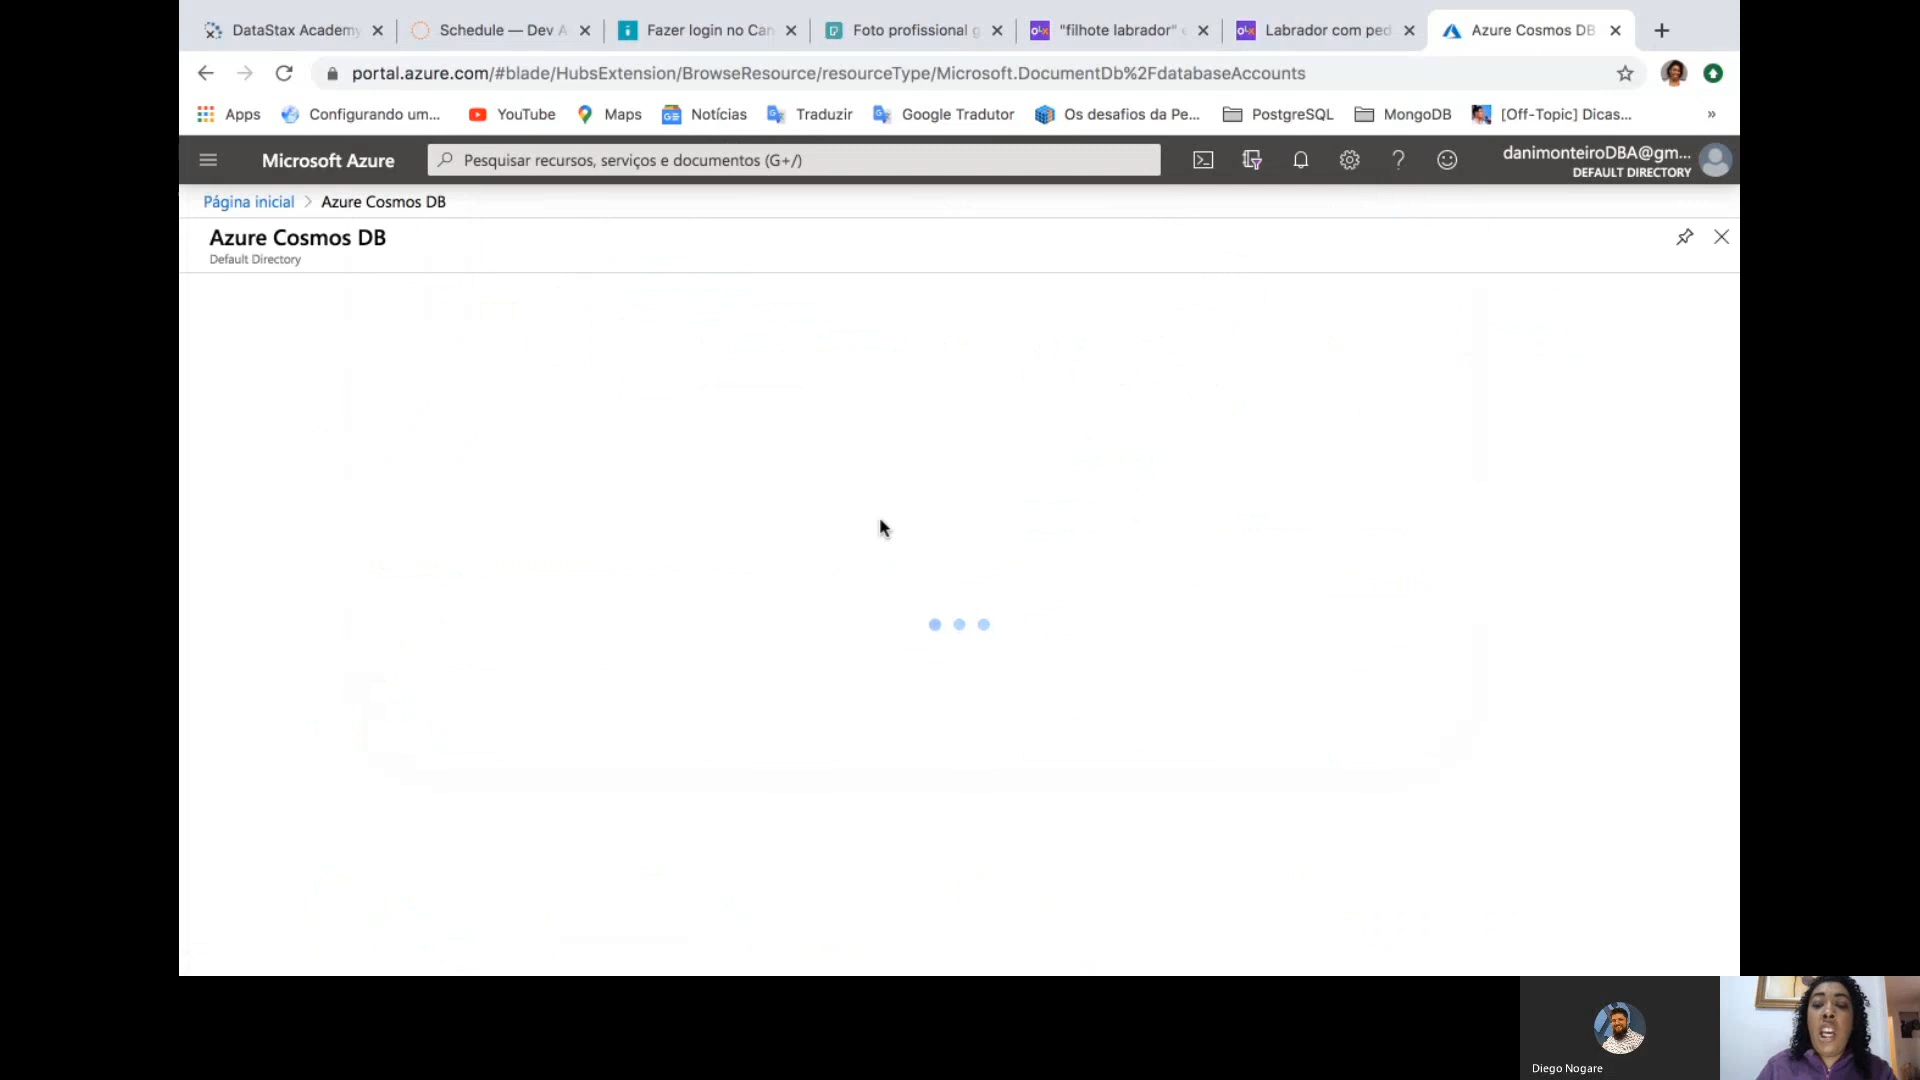 DataStax Academy
Schedule — Dev A
Fazer login no Can
Foto profissional g
"filhote labrador" e
Labrador com ped
Azure Cosmos DB
portal.azure.com/#blade/HubsExtension/BrowseResource/resourceType/Microsoft.DocumentDb%2FdatabaseAccounts
Apps
Configurando um...
YouTube
Maps
Notícias
Traduzir
Google Tradutor
Os desafios da Pe...
PostgreSQL
MongoDB
[Off-Topic] Dicas...
»
Microsoft Azure
Pesquisar recursos, serviços e documentos (G+/)
danimonteiroDBA@gm...
DEFAULT DIRECTORY
Página inicial > Azure Cosmos DB
Azure Cosmos DB
Default Directory
Diego Nogare